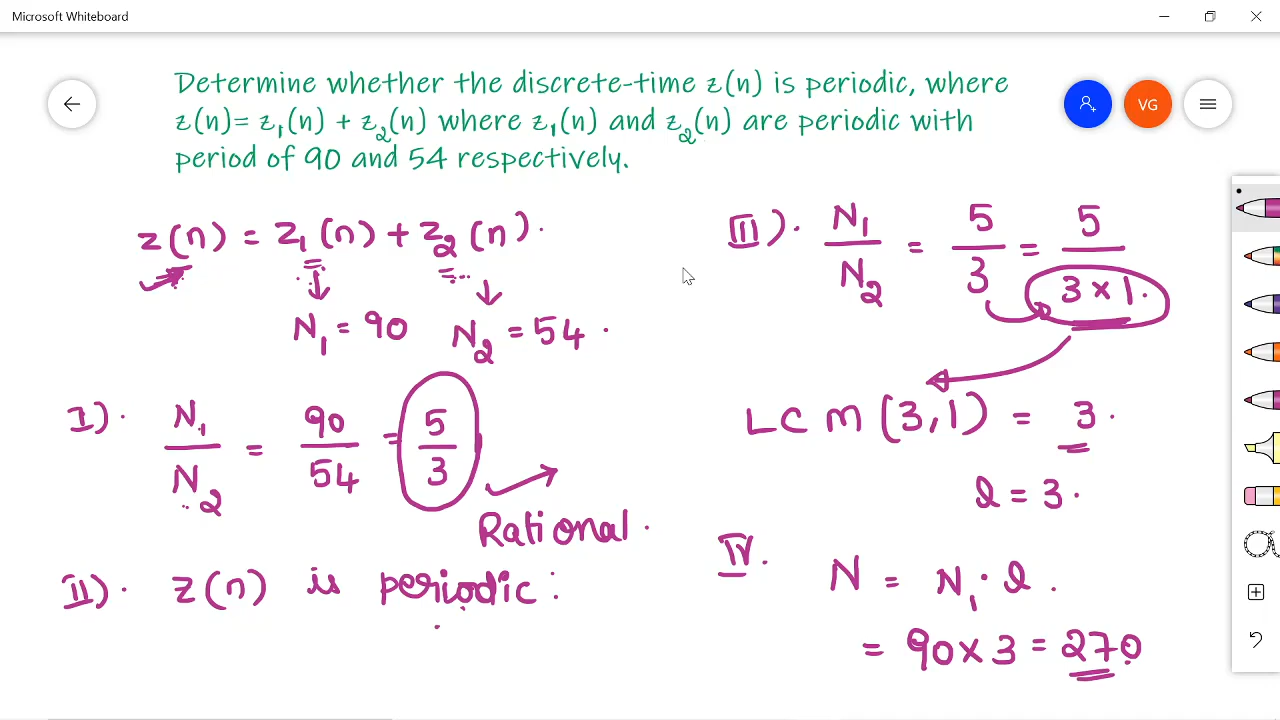 Microsoft Whiteboard
VG
Determine whether the discrete-time z(n) is periodic, where
z(n)= z₁(n) + z₂(n) where z₁(n) and z₂(n) are periodic with
period of 90 and 54 respectively.
z(n) = z₁(n) + z₂(n).
N₁ = 90 N₂ = 54.
I). N₁/N₂ = 90/54 = 5/3
Rational.
II). z(n) is periodic:
III). N₁/N₂ = 5/3 = 5/(3 × 1).
LCM (3,1) = 3.
l = 3.
IV. N = N₁ · l.
= 90 × 3 = 270